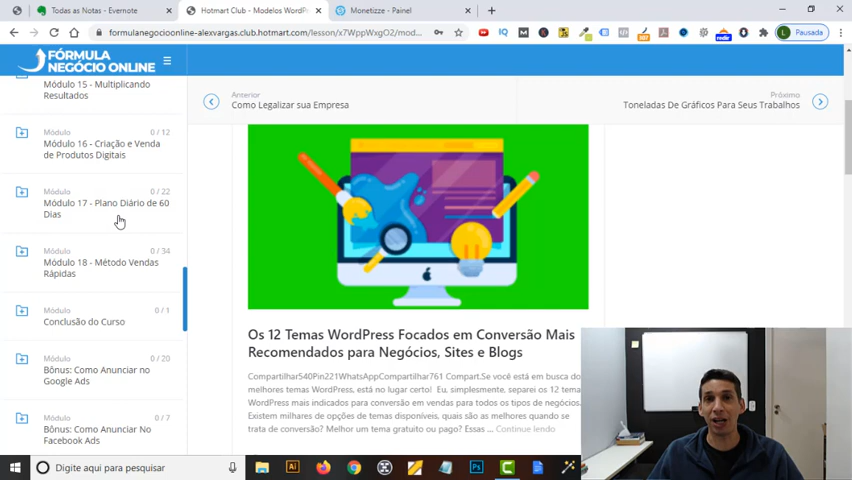 Todas as Notas - Evernote
Hotmart Club - Modelos WordP
Monetizze - Painel
formulanegocioonline-alexvargas.club.hotmart.com/lesson/x7WppWxgO2/mod...
Pausada
FÓRMULA
NEGÓCIO ONLINE
Módulo 15 - Multiplicando
Resultados
Módulo 0 / 12
Módulo 16 - Criação e Venda
de Produtos Digitais
Módulo 0 / 22
Módulo 17 - Plano Diário de 60
Dias
Módulo 0 / 34
Módulo 18 - Método Vendas
Rápidas
Módulo 0 / 1
Conclusão do Curso
Módulo 0 / 20
Bônus: Como Anunciar no
Google Ads
Módulo 0 / 7
Bônus: Como Anunciar No
Facebook Ads
Anterior
Como Legalizar sua Empresa
Próximo
Toneladas De Gráficos Para Seus Trabalhos
Os 12 Temas WordPress Focados em Conversão Mais
Recomendados para Negócios, Sites e Blogs
Compartilhar540Pin221WhatsAppCompartilhar761 Compart.Se você está em busca do
melhores temas WordPress, está no lugar certo! Eu, simplesmente, separei os 12 tema
WordPress mais indicados para conversão em vendas para todos os tipos de negócios.
Existem milhares de opções de temas disponíveis, quais são as melhores quando se
trata de conversão? Melhor um tema gratuito ou pago? Essas ... Continue lendo
Digite aqui para pesquisar